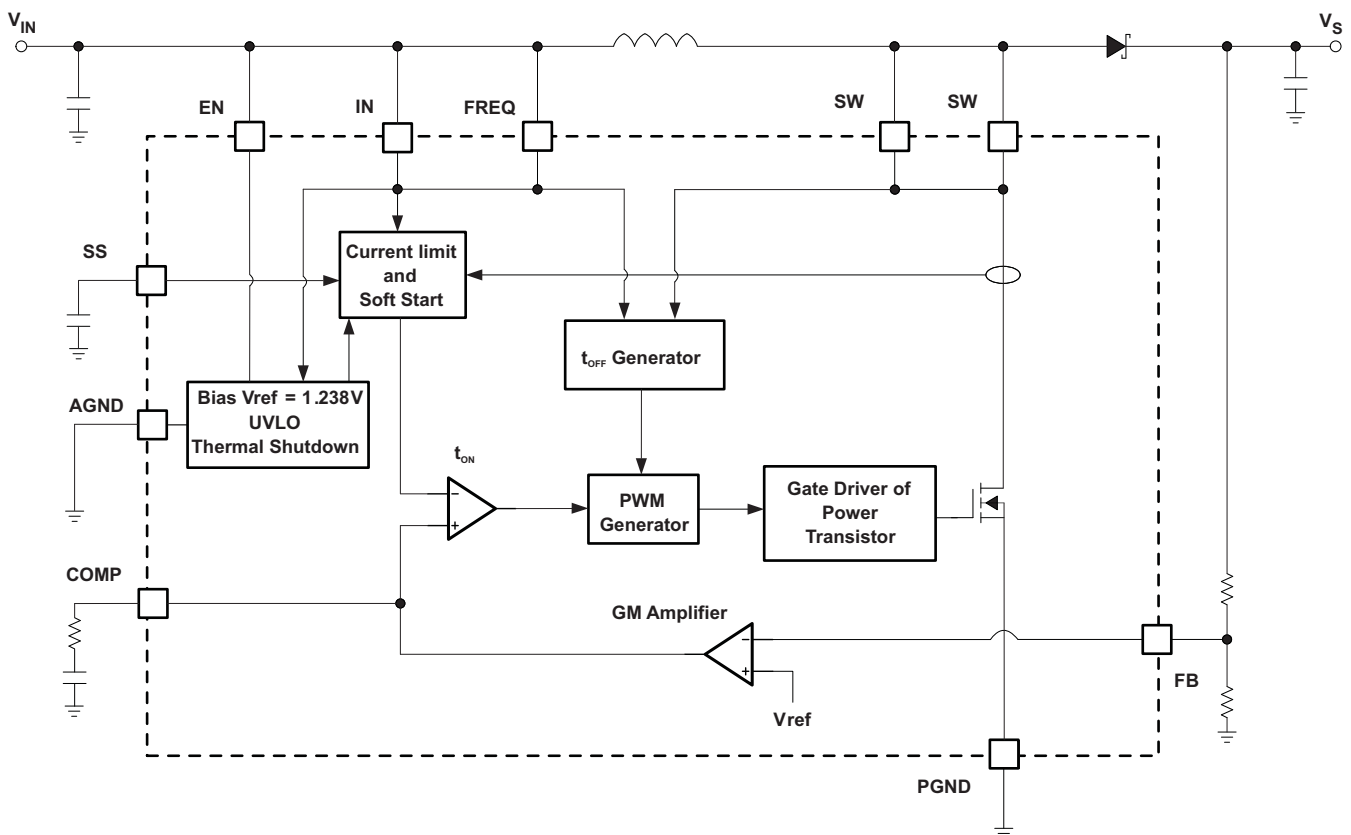 VIN
VS
EN
IN
FREQ
SW
SW
SS
Current limit
and
Soft Start
tOFF Generator
AGND
Bias Vref = 1.238V
UVLO
Thermal Shutdown
tON
−
+
PWM
Generator
Gate Driver of
Power
Transistor
COMP
GM Amplifier
−
+
Vref
FB
PGND